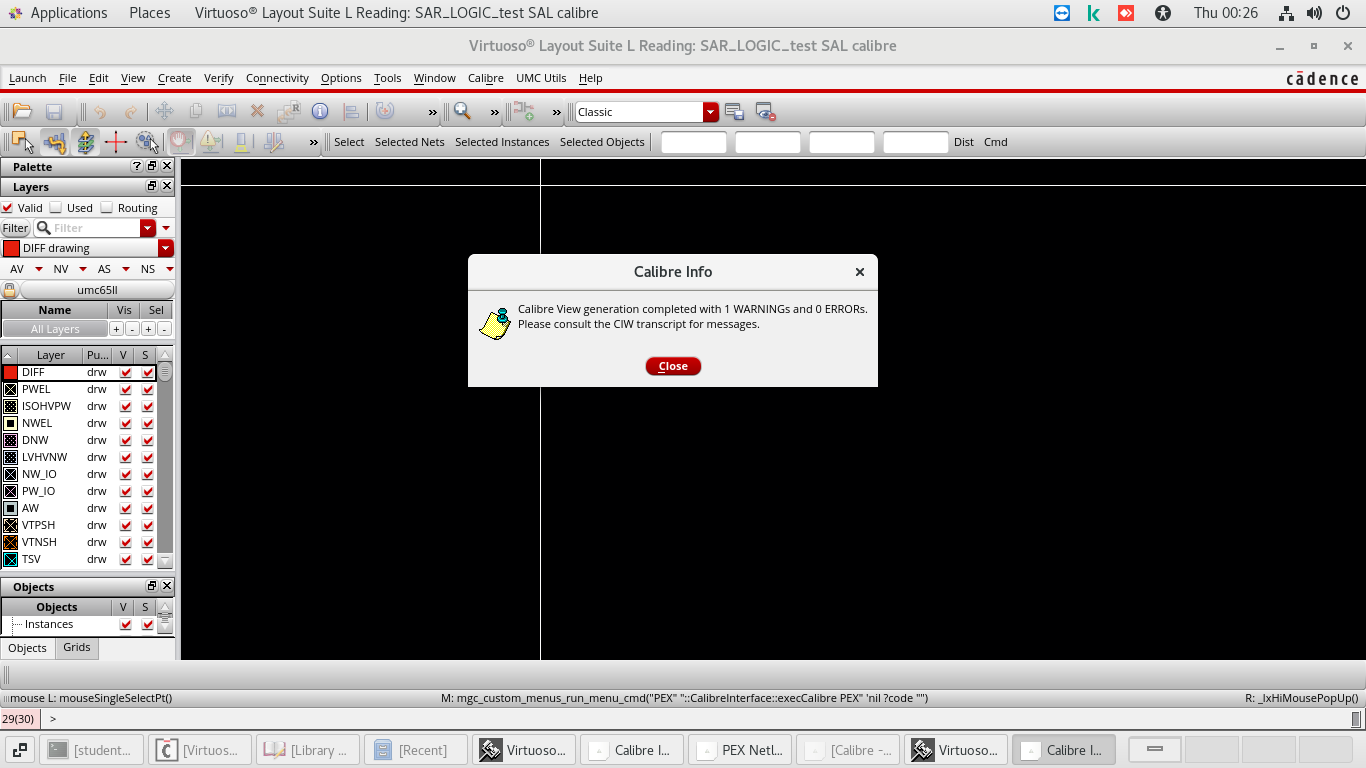 Applications Places Virtuoso® Layout Suite L Reading: SAR_LOGIC_test SAL calibre Thu 00:26
Virtuoso® Layout Suite L Reading: SAR_LOGIC_test SAL calibre
Launch File Edit View Create Verify Connectivity Options Tools Window Calibre UMC Utils Help cādence
» » » Classic
» Select Selected Nets Selected Instances Selected Objects Dist Cmd
Palette ?
Layers
Valid Used Routing
Filter Filter
DIFF drawing
AV NV AS NS
umc65ll
Name Vis Sel
All Layers + - + -
Layer Pu... V S
DIFF drw
PWEL drw
ISOHVPW drw
NWEL drw
DNW drw
LVHVNW drw
NW_IO drw
PW_IO drw
AW drw
VTPSH drw
VTNSH drw
TSV drw
Objects
Objects V S
Instances
Objects Grids
Calibre Info
Calibre View generation completed with 1 WARNINGs and 0 ERRORs.
Please consult the CIW transcript for messages.
Close
mouse L: mouseSingleSelectPt() M: mgc_custom_menus_run_menu_cmd("PEX" "::CalibreInterface::execCalibre PEX" 'nil ?code "") R: _lxHiMousePopUp()
29(30) >
[student... [Virtuos... [Library ... [Recent] Virtuoso... Calibre I... PEX Netl... [Calibre -... Virtuoso... Calibre I...